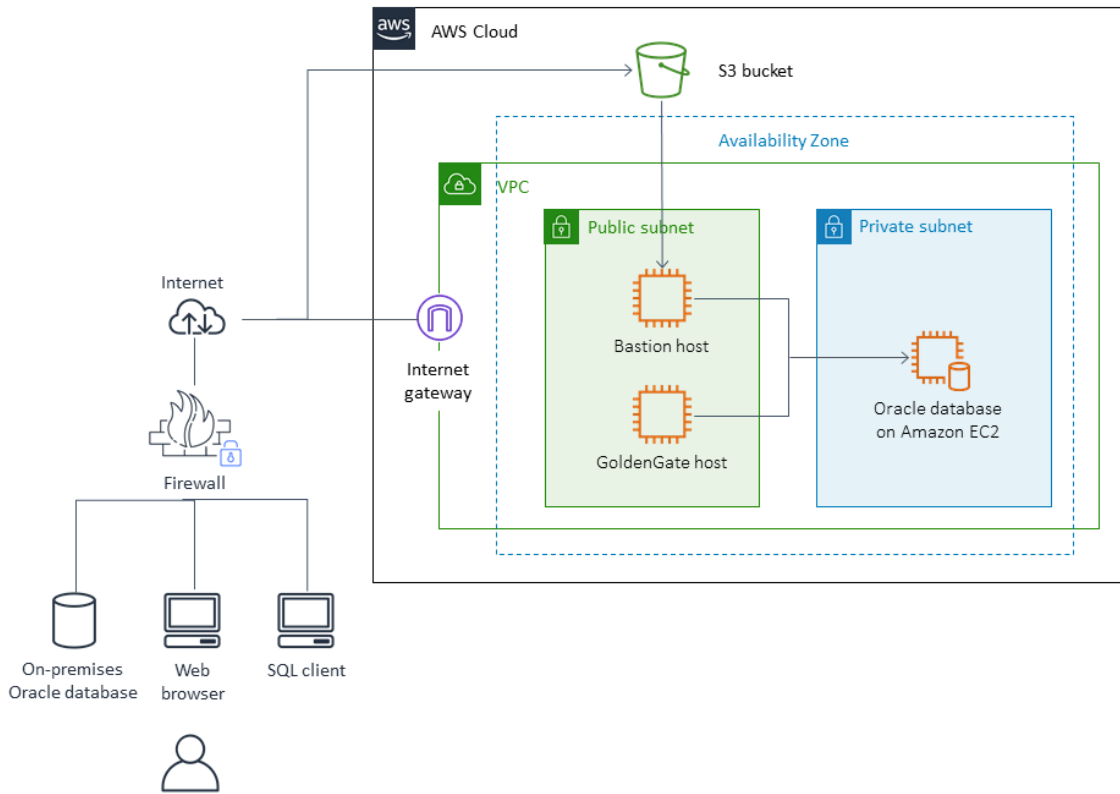 aws
AWS Cloud
S3 bucket
Availability Zone
VPC
Public subnet
Private subnet
Internet
Bastion host
Internet
gateway
Oracle database
on Amazon EC2
GoldenGate host
Firewall
On-premises
Oracle database
Web
browser
SQL client